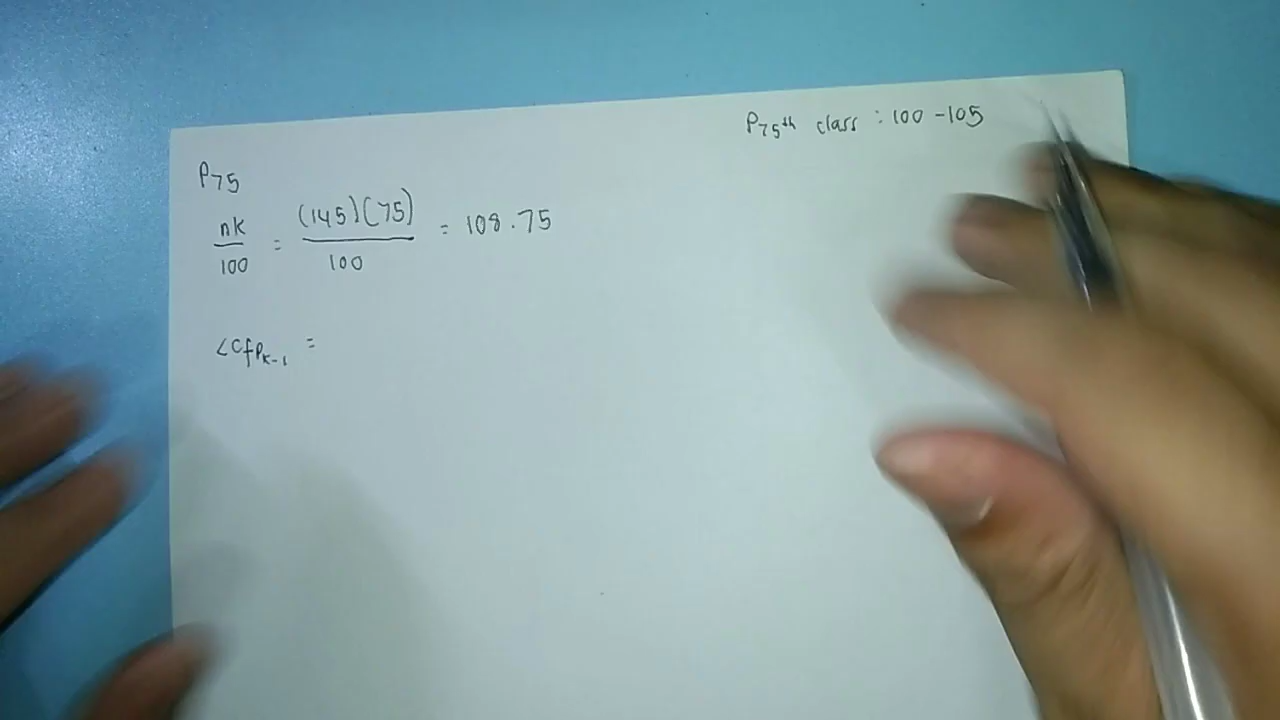 P75th class : 100 - 105
P75
nk/100 = (145)(75)/100 = 108.75
<CfPk-1 =